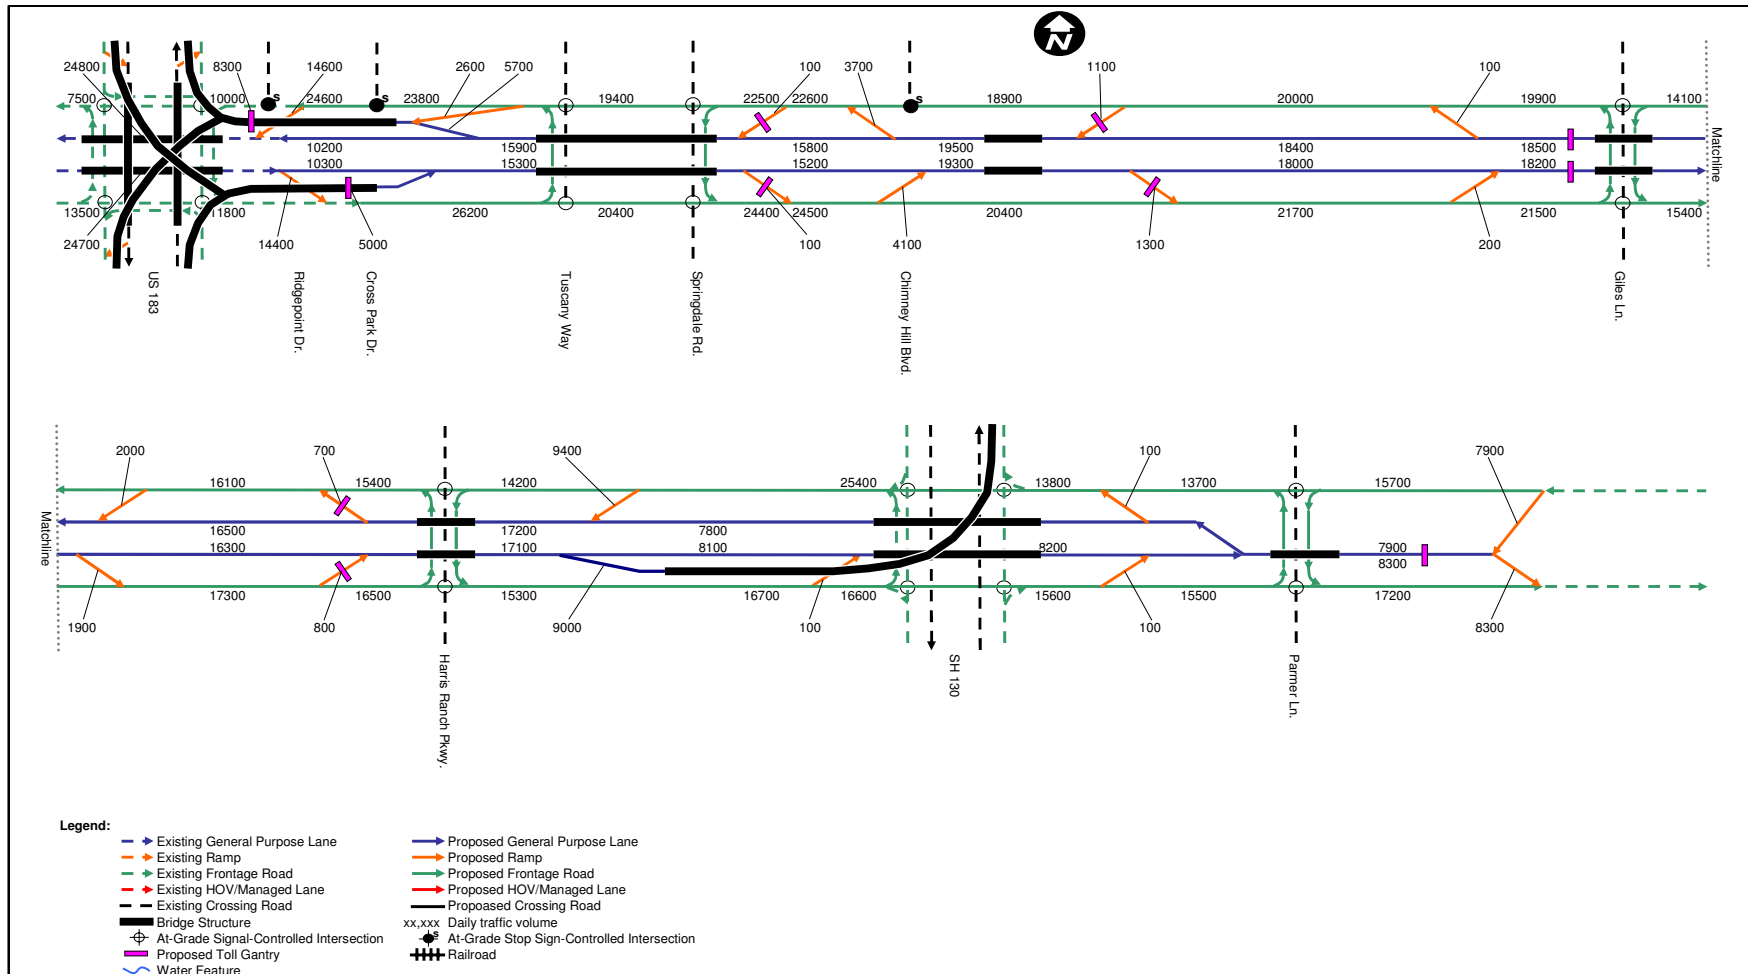 N
24800 8300 14600 2600 5700 100 3700 1100 100
7500 10000 S 24600 23800 19400 22500 22600 S 18900 20000 19900 14100
10200 15900 15800 19500 18400 18500
10300 15300 15200 19300 18000 18200
Matchline
13500 11800 26200 20400 24400 24500 20400 21700 21500 15400
24700 14400 5000 100 4100 1300 200
US 183
Ridgepoint Dr.
Cross Park Dr.
Tuscany Way
Springdale Rd.
Chimney Hill Blvd.
Giles Ln.
2000 700 9400 100 7900
16100 15400 14200 25400 13800 13700 15700
Matchline
16500 17200 7800
16300 17100 8100 8200 7900
8300
17300 16500 15300 16700 16600 15600 15500 17200
1900 800 9000 100 100 8300
Harris Ranch Pkwy.
SH 130
Parmer Ln.
Legend:
Existing General Purpose Lane Proposed General Purpose Lane
Existing Ramp Proposed Ramp
Existing Frontage Road Proposed Frontage Road
Existing HOV/Managed Lane Proposed HOV/Managed Lane
Existing Crossing Road Propoased Crossing Road
Bridge Structure xx,xxx Daily traffic volume
At-Grade Signal-Controlled Intersection S At-Grade Stop Sign-Controlled Intersection
Proposed Toll Gantry Railroad
Water Feature